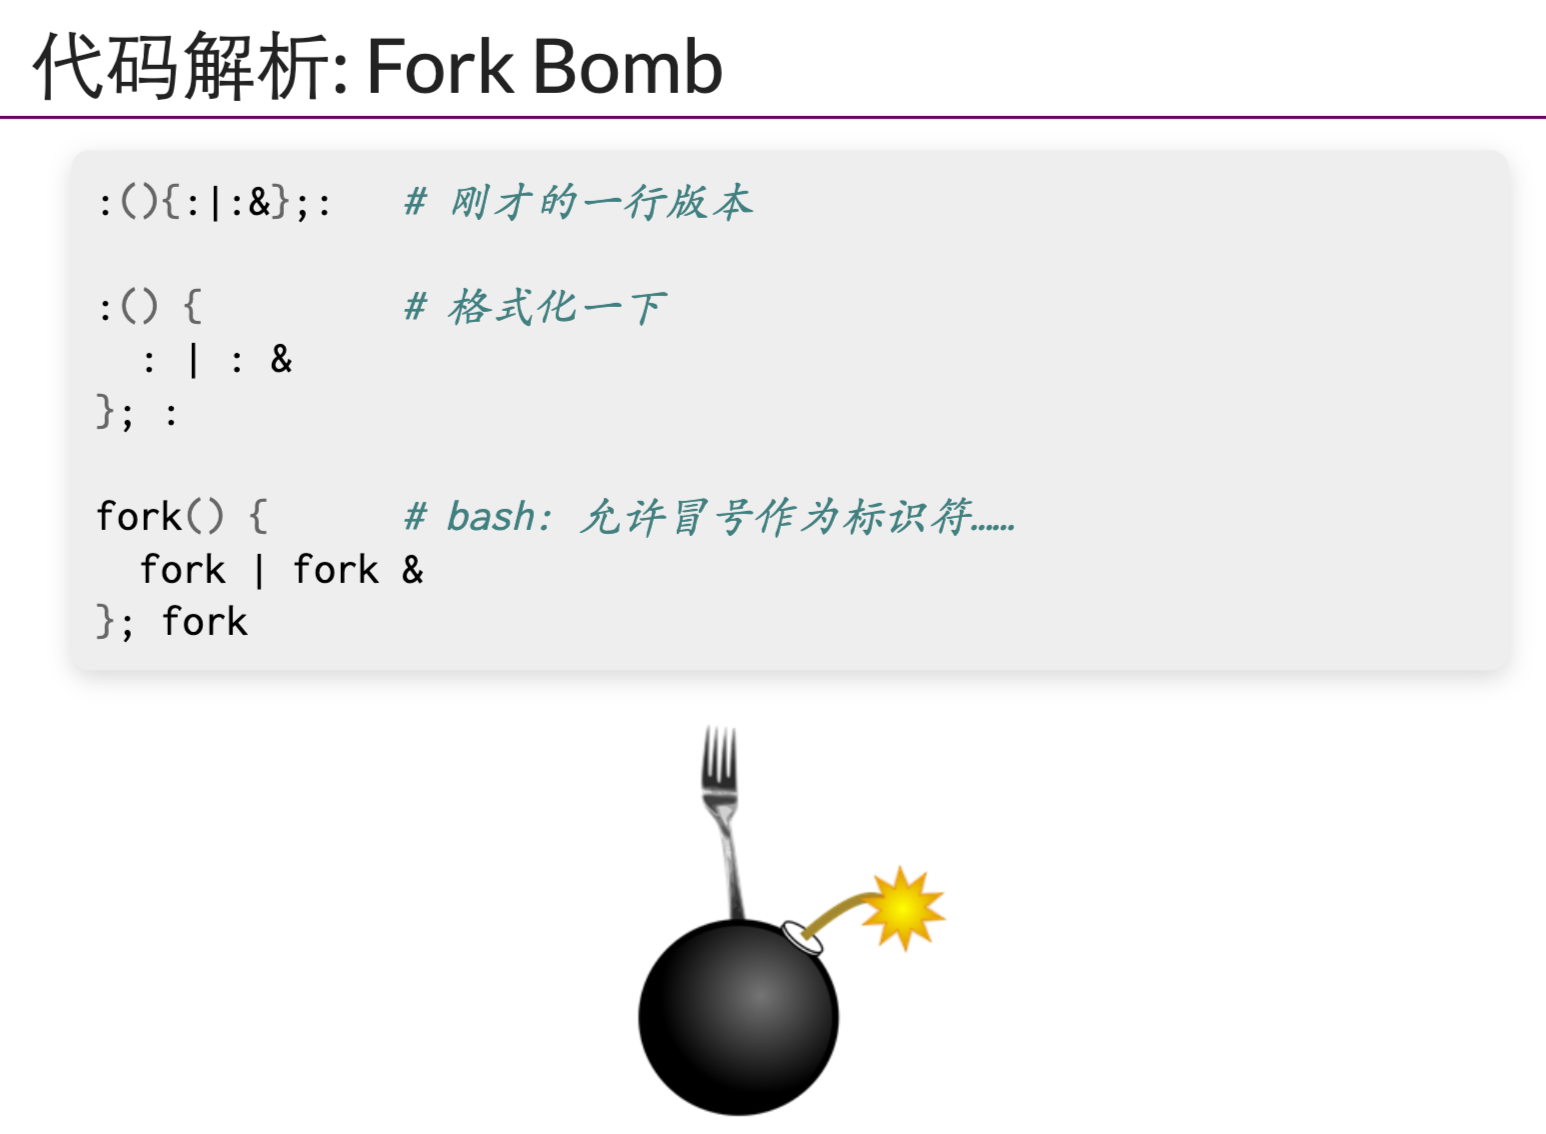 代码解析: Fork Bomb
:(){:|:&};:   # 刚才的一行版本
:() {         # 格式化一下
  : | : &
}; :
fork() {      # bash: 允许冒号作为标识符……
  fork | fork &
}; fork